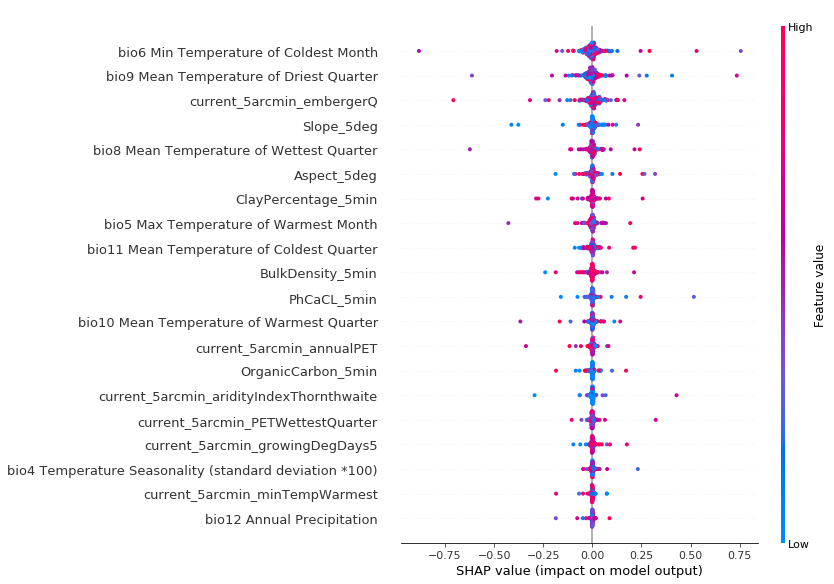 High
bio6 Min Temperature of Coldest Month
bio9 Mean Temperature of Driest Quarter
current_5arcmin_embergerQ
Slope_5deg
bio8 Mean Temperature of Wettest Quarter
Aspect_5deg
ClayPercentage_5min
bio5 Max Temperature of Warmest Month
bio11 Mean Temperature of Coldest Quarter
BulkDensity_5min
PhCaCL_5min
bio10 Mean Temperature of Warmest Quarter
current_5arcmin_annualPET
OrganicCarbon_5min
current_5arcmin_aridityIndexThornthwaite
current_5arcmin_PETWettestQuarter
current_5arcmin_growingDegDays5
bio4 Temperature Seasonality (standard deviation *100)
current_5arcmin_minTempWarmest
bio12 Annual Precipitation
Feature value
Low
−0.75 −0.50 −0.25 0.00 0.25 0.50 0.75
SHAP value (impact on model output)